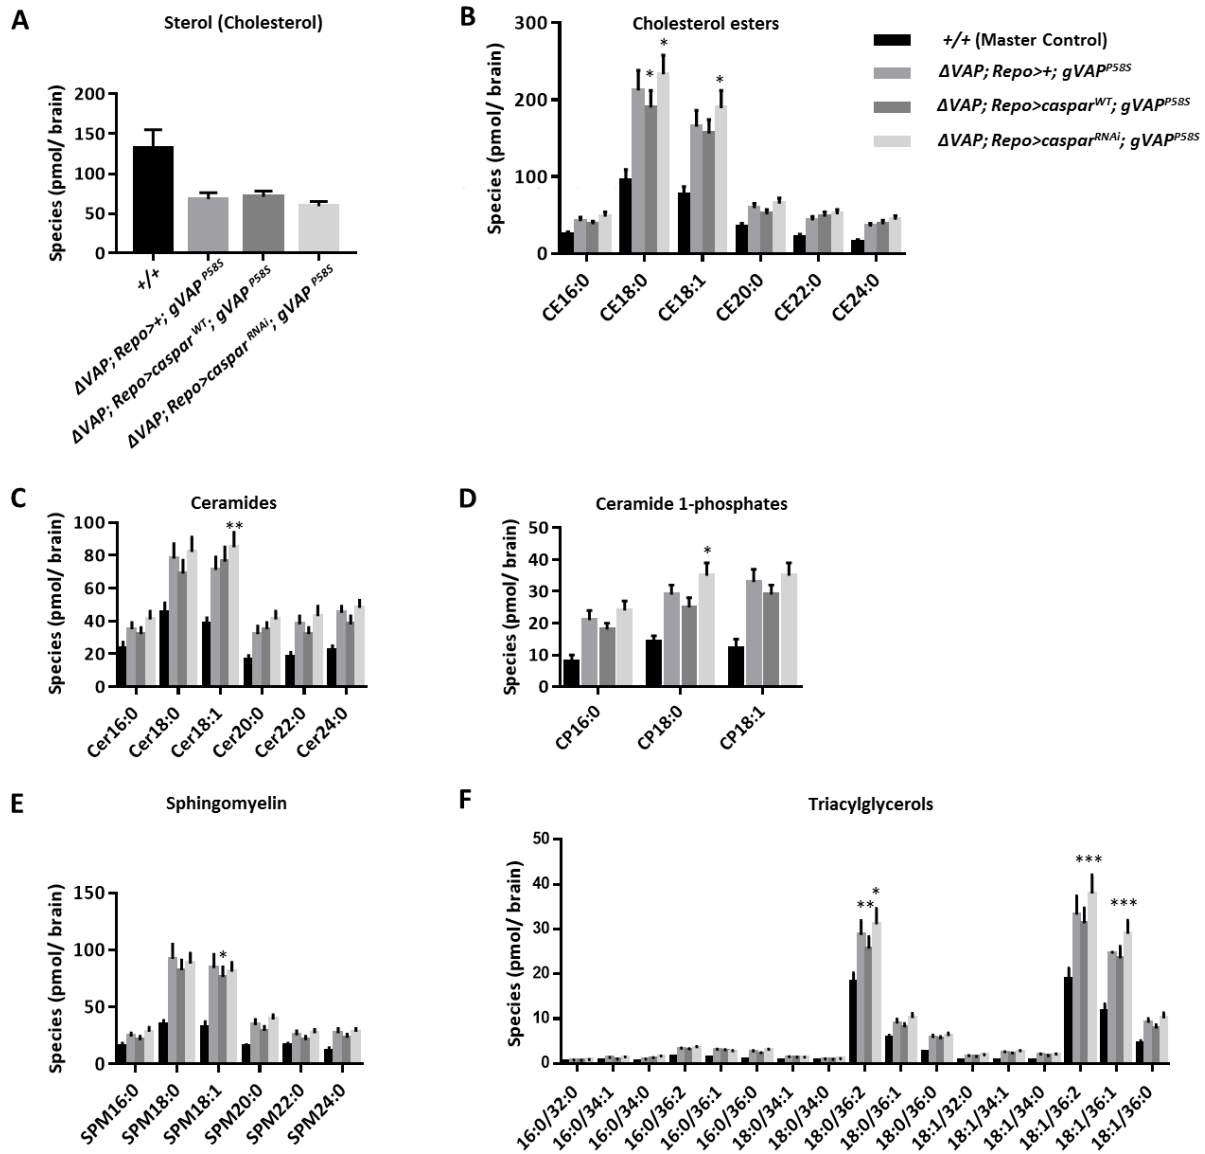 A
Sterol (Cholesterol)
Species (pmol/ brain)
200
150
100
50
0
+/+
ΔVAP; Repo>+; gVAP^P58S
ΔVAP; Repo>caspar^WT; gVAP^P58S
ΔVAP; Repo>caspar^RNAi; gVAP^P58S
B
Cholesterol esters
Species (pmol/ brain)
300
200
100
0
*
*
*
CE16:0
CE18:0
CE18:1
CE20:0
CE22:0
CE24:0
+/+ (Master Control)
ΔVAP; Repo>+; gVAP^P58S
ΔVAP; Repo>caspar^WT; gVAP^P58S
ΔVAP; Repo>caspar^RNAi; gVAP^P58S
C
Ceramides
Species (pmol/ brain)
100
80
60
40
20
0
**
Cer16:0
Cer18:0
Cer18:1
Cer20:0
Cer22:0
Cer24:0
D
Ceramide 1-phosphates
Species (pmol/ brain)
50
40
30
20
10
0
*
CP16:0
CP18:0
CP18:1
E
Sphingomyelin
Species (pmol/ brain)
150
100
50
0
*
SPM16:0
SPM18:0
SPM18:1
SPM20:0
SPM22:0
SPM24:0
F
Triacylglycerols
Species (pmol/ brain)
50
40
30
20
10
0
*
**
***
***
16:0/32:0
16:0/34:1
16:0/34:0
16:0/36:2
16:0/36:1
16:0/36:0
18:0/34:1
18:0/34:0
18:0/36:2
18:0/36:1
18:0/36:0
18:1/32:0
18:1/34:1
18:1/34:0
18:1/36:2
18:1/36:1
18:1/36:0